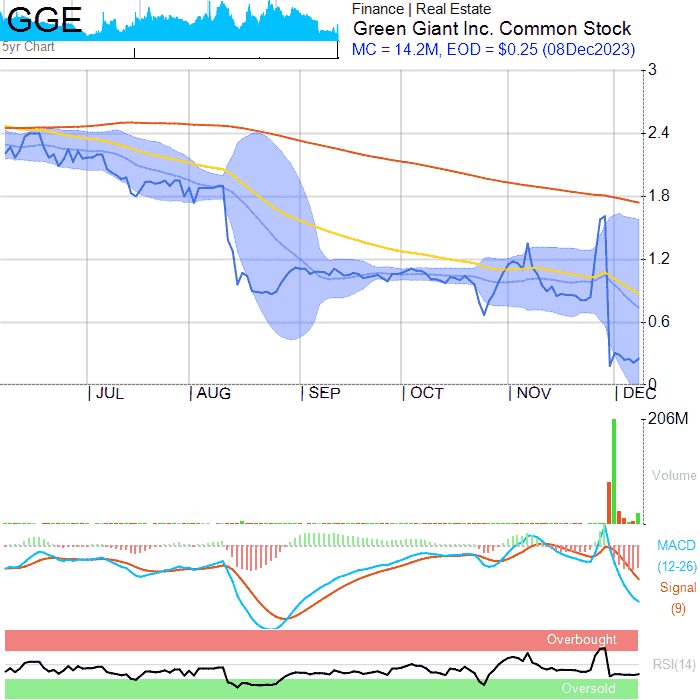 GGE
5yr Chart
Finance | Real Estate
Green Giant Inc. Common Stock
MC = 14.2M, EOD = $0.25 (08Dec2023)
3
2.4
1.8
1.2
0.6
0
JUL
AUG
SEP
OCT
NOV
DEC
206M
Volume
MACD
(12-26)
Signal
(9)
Overbought
RSI(14)
Oversold